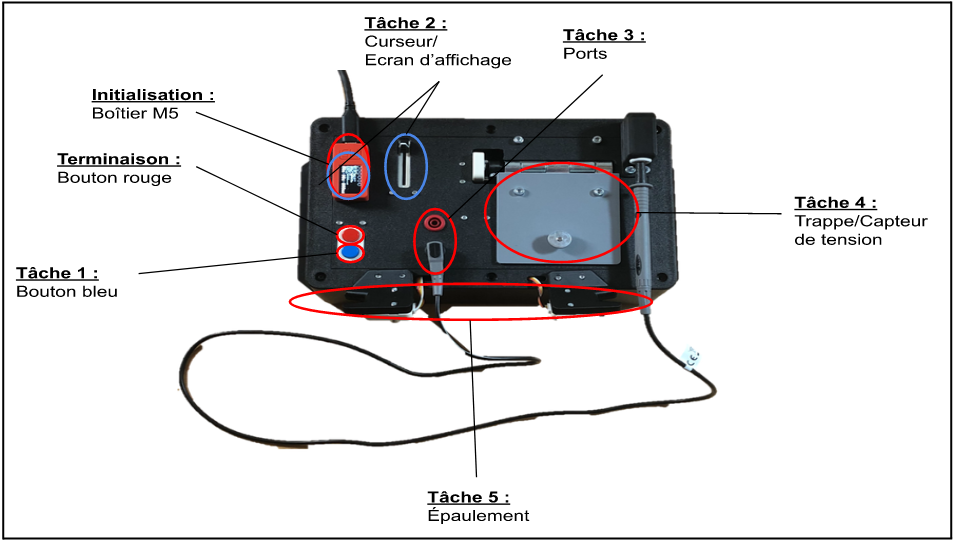 Tâche 2 :
Curseur/
Ecran d’affichage
Tâche 3 :
Ports
Initialisation :
Boîtier M5
Terminaison :
Bouton rouge
Tâche 4 :
Trappe/Capteur
de tension
Tâche 1 :
Bouton bleu
Tâche 5 :
Épaulement